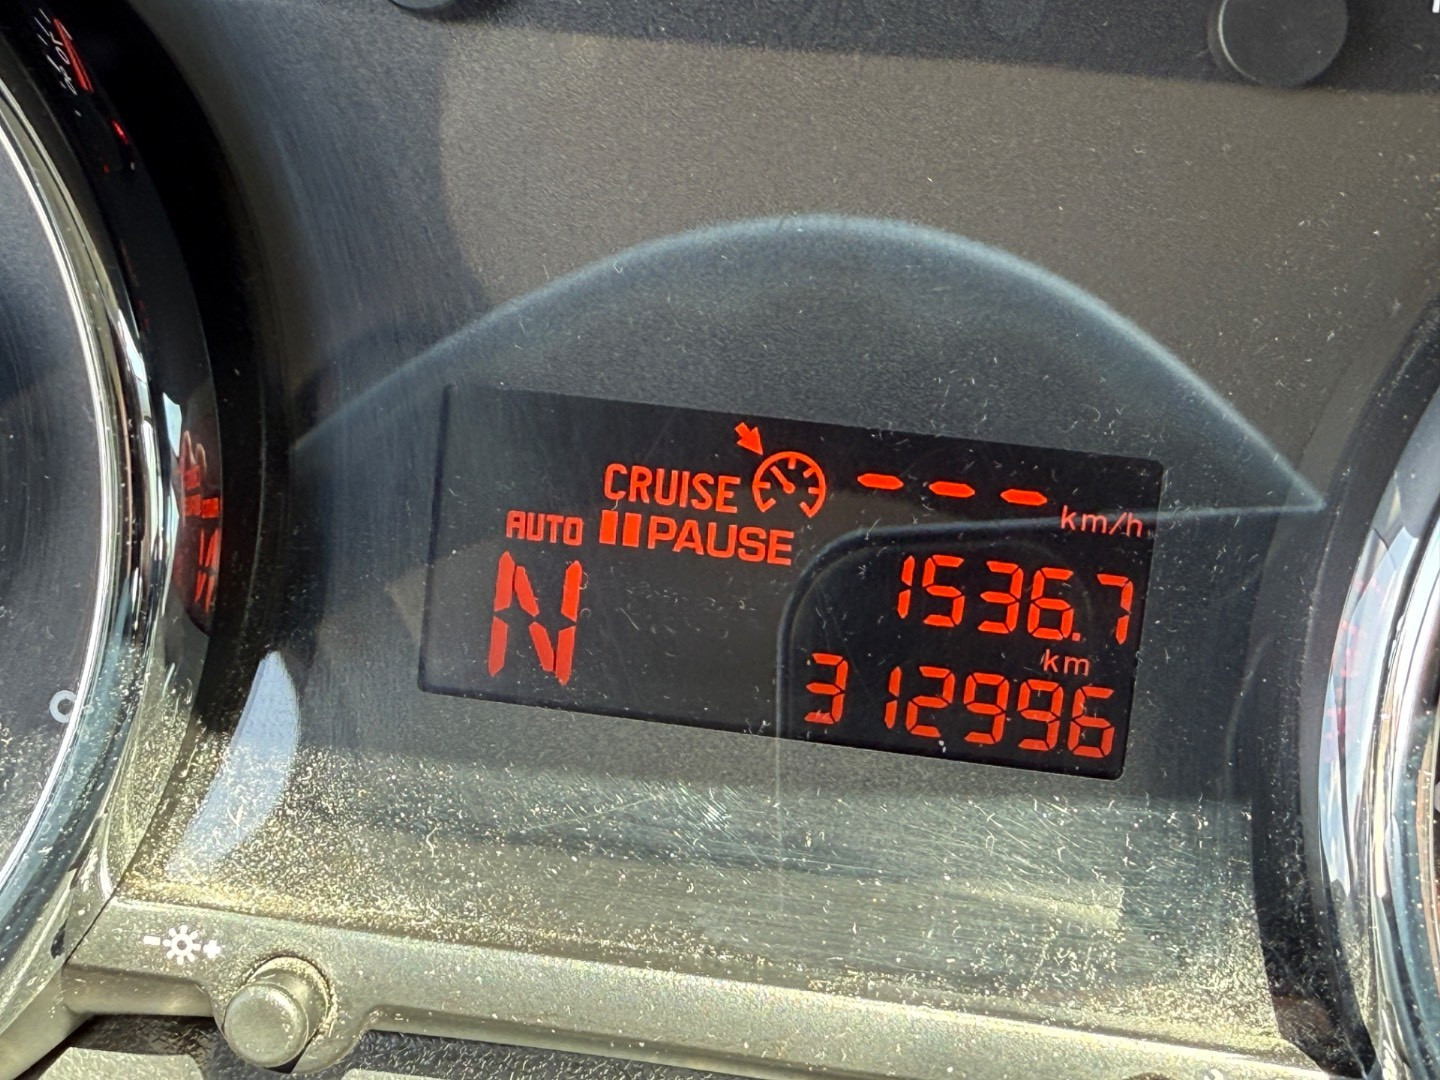 CRUISE --- km/h
AUTO PAUSE
N
1536.7
km
312996